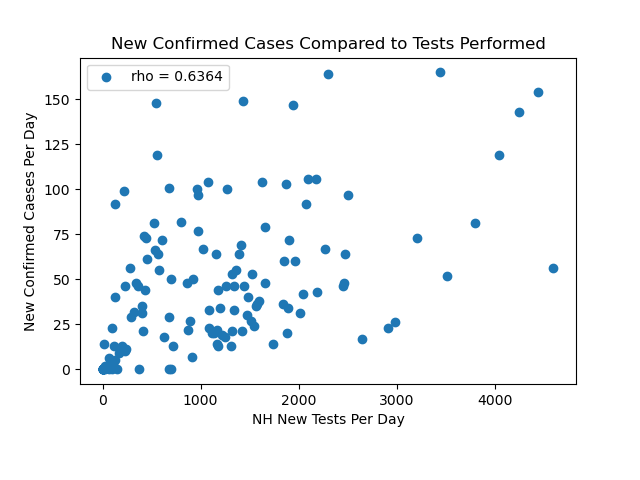 New Confirmed Cases Compared to Tests Performed
rho = 0.6364
150
125
100
75
50
25
0
New Confirmed Caeses Per Day
0 1000 2000 3000 4000
NH New Tests Per Day